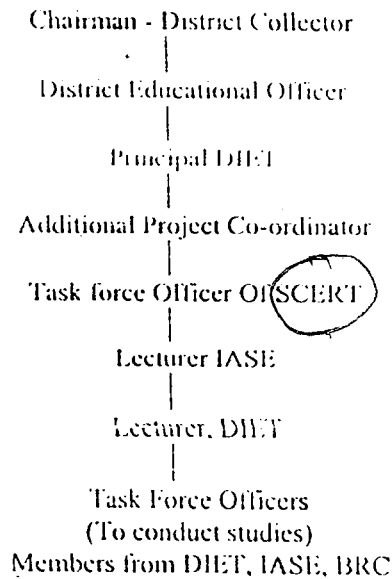 Chairman - District Collector
District Educational Officer
Principal DIET
Additional Project Co-ordinator
Task force Officer Of SCERT
Lecturer IASE
Lecturer, DIET
Task Force Officers
(To conduct studies)
Members from DIET, IASE, BRC